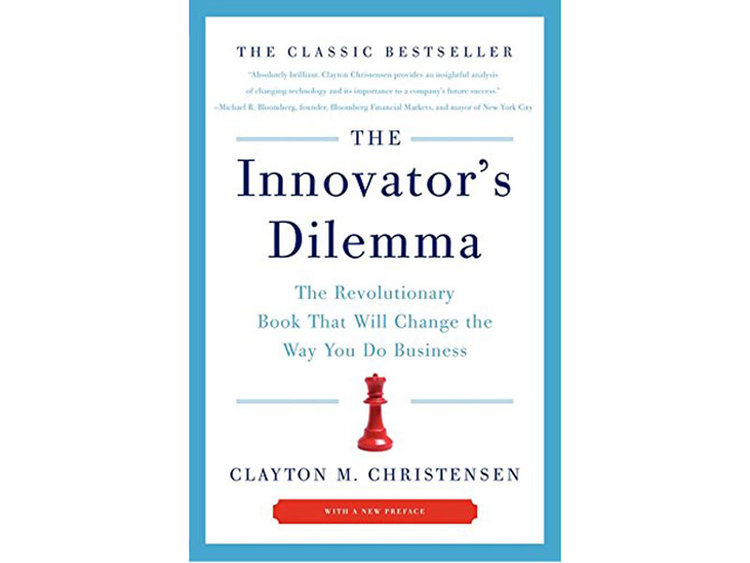 THE CLASSIC BESTSELLER
“Absolutely brilliant. Clayton Christensen provides an insightful analysis
of changing technology and its importance to a company's future success.”
–Michael R. Bloomberg, founder, Bloomberg Financial Markets, and mayor of New York City
THE
Innovator's
Dilemma
The Revolutionary
Book That Will Change the
Way You Do Business
CLAYTON M. CHRISTENSEN
WITH A NEW PREFACE